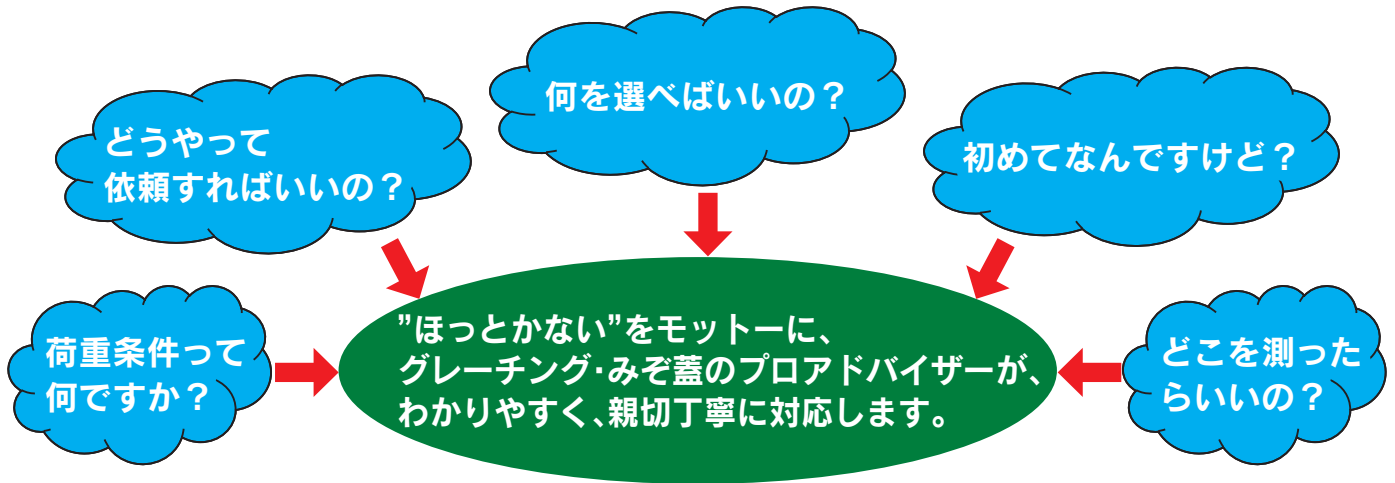 何を選べばいいの？
どうやって
依頼すればいいの？
初めてなんですけど？
荷重条件って
何ですか？
”ほっとかない”をモットーに、
グレーチング・みぞ蓋のプロアドバイザーが、
わかりやすく、親切丁寧に対応します。
どこを測った
らいいの？